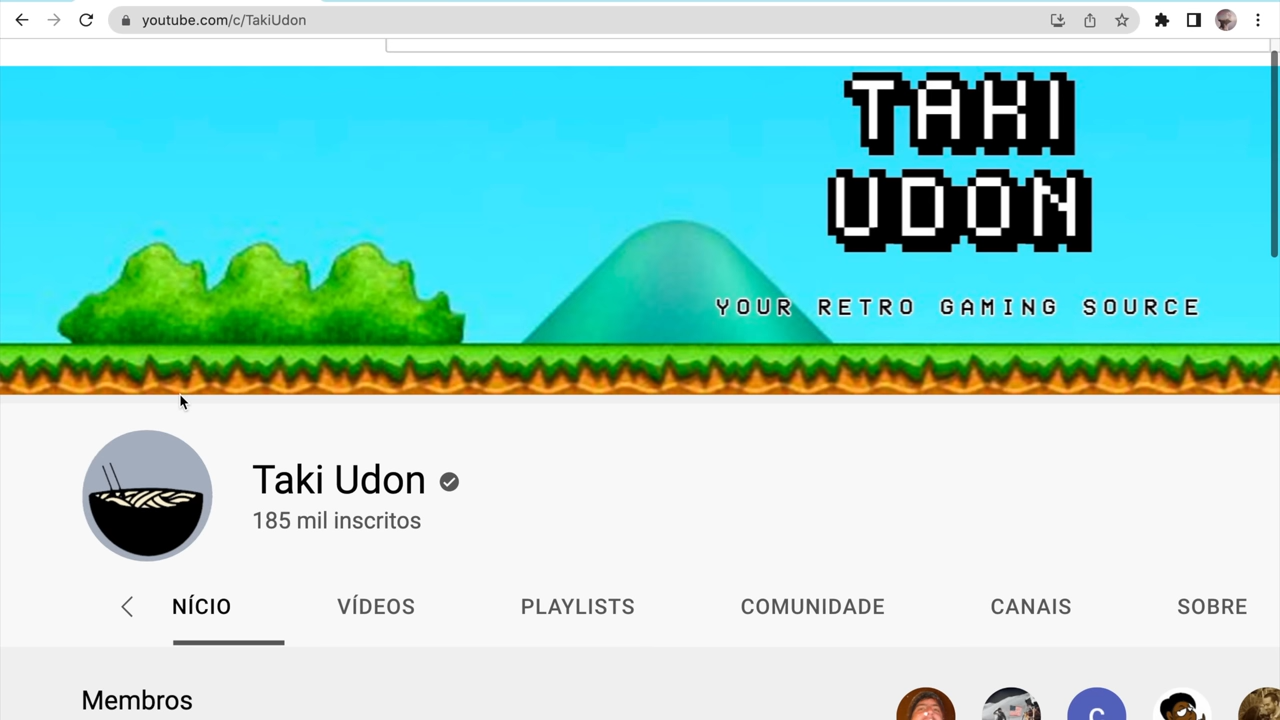 youtube.com/c/TakiUdon
TAKI
UDON
YOUR RETRO GAMING SOURCE
Taki Udon
185 mil inscritos
NÍCIO VÍDEOS PLAYLISTS COMUNIDADE CANAIS SOBRE
Membros
C